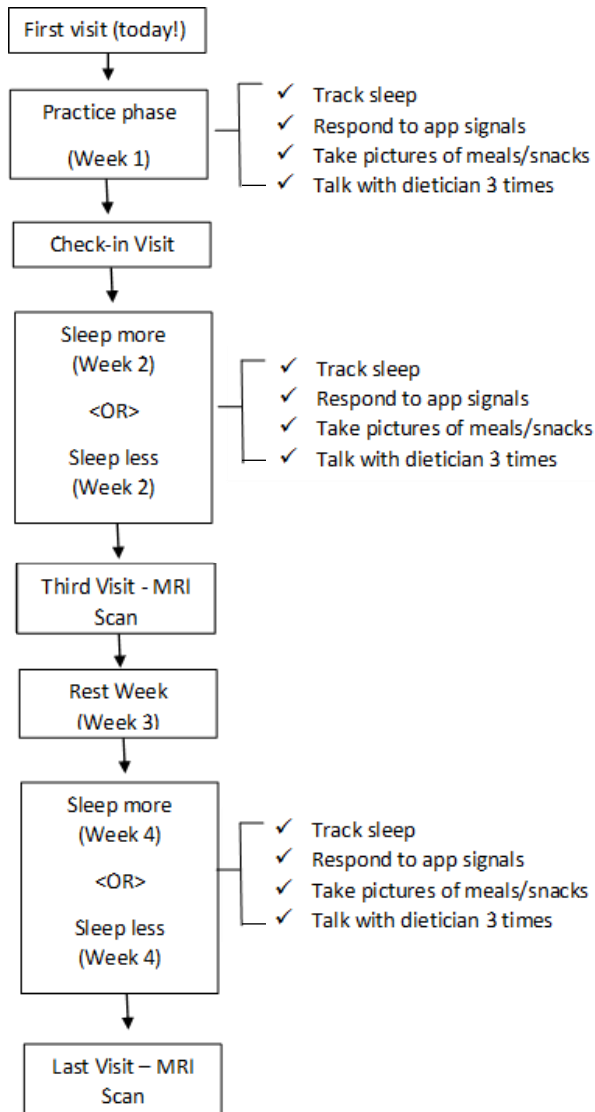 First visit (today!)
Practice phase
(Week 1)
✓ Track sleep
✓ Respond to app signals
✓ Take pictures of meals/snacks
✓ Talk with dietician 3 times
Check-in Visit
Sleep more
(Week 2)
<OR>
Sleep less
(Week 2)
✓ Track sleep
✓ Respond to app signals
✓ Take pictures of meals/snacks
✓ Talk with dietician 3 times
Third Visit - MRI
Scan
Rest Week
(Week 3)
Sleep more
(Week 4)
<OR>
Sleep less
(Week 4)
✓ Track sleep
✓ Respond to app signals
✓ Take pictures of meals/snacks
✓ Talk with dietician 3 times
Last Visit – MRI
Scan